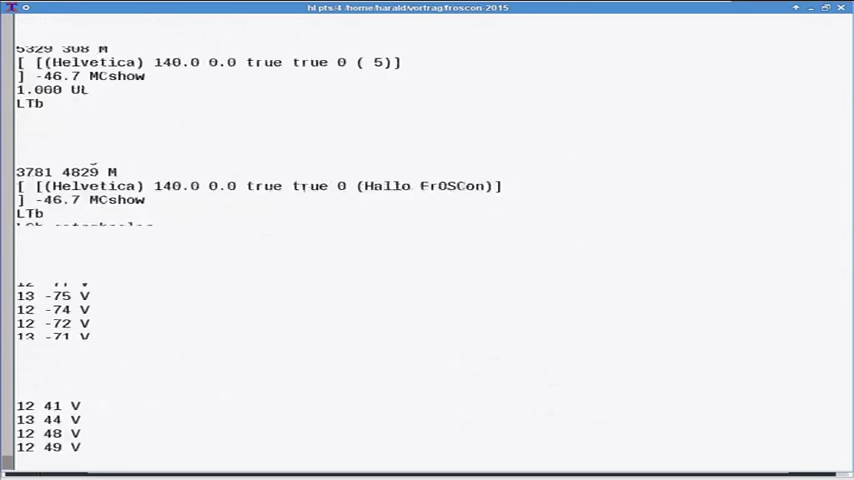 hl pts/4 /home/harald/vortrag/froscon-2015
5329 308 M
[ [(Helvetica) 140.0 0.0 true true 0 ( 5)]
] -46.7 MCshow
1.000 UL
LTb
3781 4829 M
[ [(Helvetica) 140.0 0.0 true true 0 (Hallo FrOSCon)]
] -46.7 MCshow
LTb
13 -75 V
12 -74 V
12 -72 V
13 -71 V
12 41 V
13 44 V
12 48 V
12 49 V